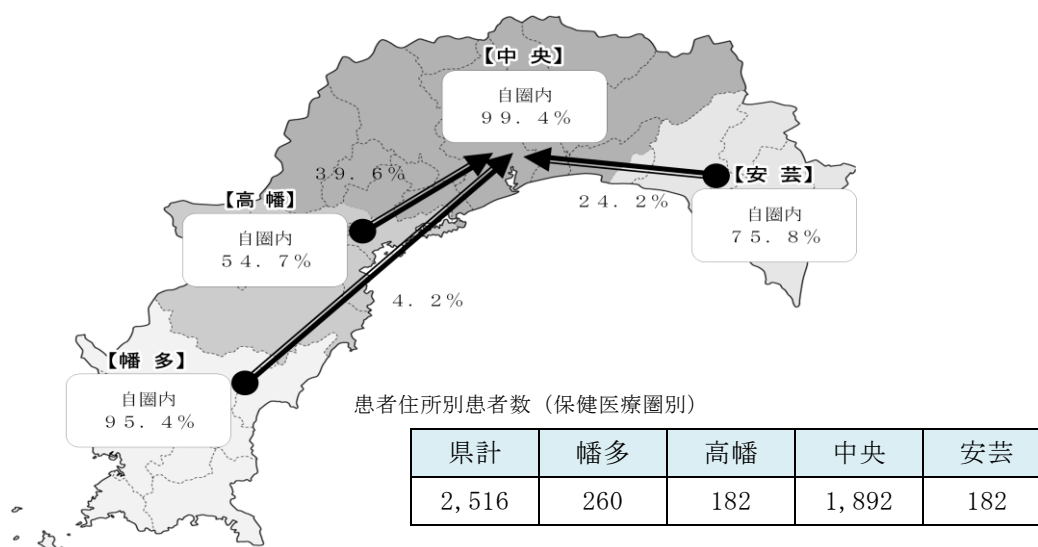 【中 央】
自圏内
９９．４％
３９．６％
【高 幡】
自圏内
５４．７％
２４．２％
【安 芸】
自圏内
７５．８％
４．２％
【幡 多】
自圏内
９５．４％
患者住所別患者数（保健医療圏別）
県計 幡多 高幡 中央 安芸
2,516 260 182 1,892 182